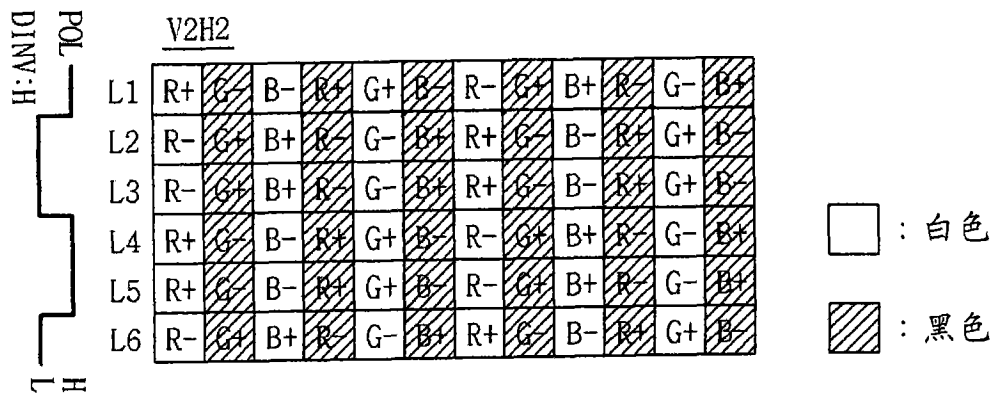 V2H2
POL
DINV:H
L1 R+ G- B- R+ G+ B- R- G+ B+ R- G- B+
L2 R- G+ B+ R- G- B+ R+ G- B- R+ G+ B-
L3 R- G+ B+ R- G- B+ R+ G- B- R+ G+ B-
L4 R+ G- B- R+ G+ B- R- G+ B+ R- G- B+
L5 R+ G- B- R+ G+ B- R- G+ B+ R- G- B+
L6 R- G+ B+ R- G- B+ R+ G- B- R+ G+ B-
H
L
: 白色
: 黑色